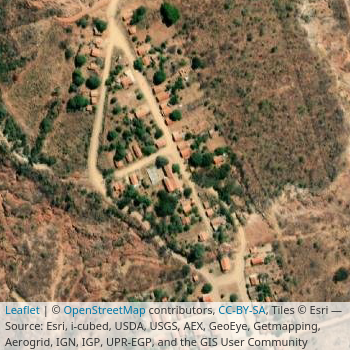 Leaflet | © OpenStreetMap contributors, CC-BY-SA, Tiles © Esri —
Source: Esri, i-cubed, USDA, USGS, AEX, GeoEye, Getmapping,
Aerogrid, IGN, IGP, UPR-EGP, and the GIS User Community